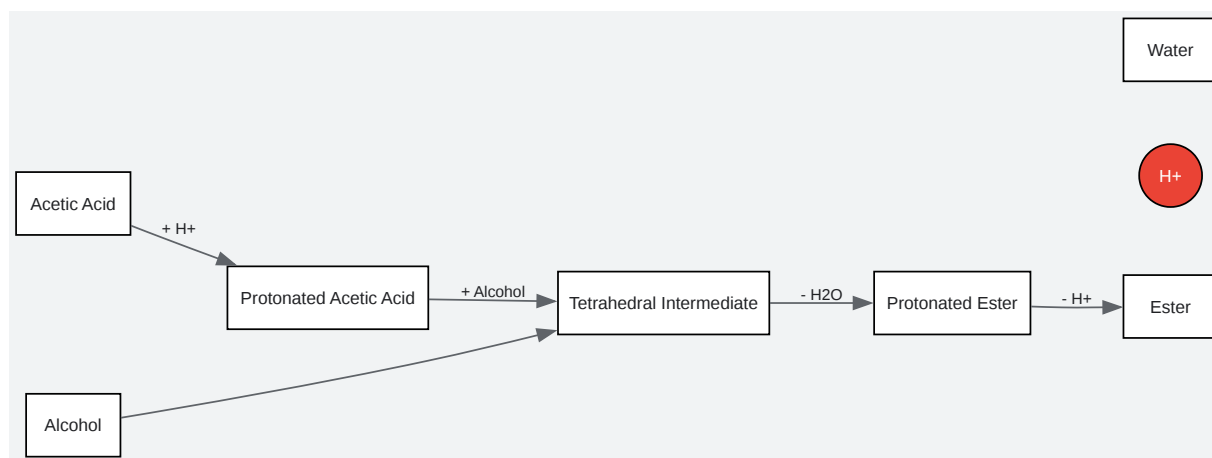 Water
H+
Acetic Acid
+ H+
Protonated Acetic Acid
+ Alcohol
Tetrahedral Intermediate
- H2O
Protonated Ester
- H+
Ester
Alcohol